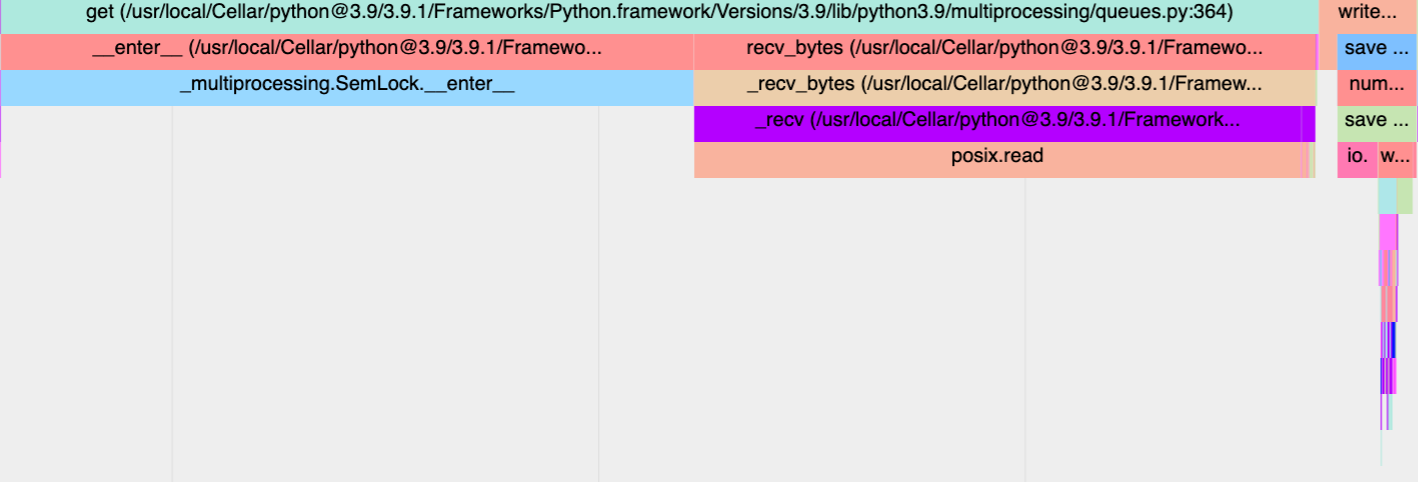 get (/usr/local/Cellar/python@3.9/3.9.1/Frameworks/Python.framework/Versions/3.9/lib/python3.9/multiprocessing/queues.py:364) write...
__enter__ (/usr/local/Cellar/python@3.9/3.9.1/Framewo... recv_bytes (/usr/local/Cellar/python@3.9/3.9.1/Framewo... save ...
_multiprocessing.SemLock.__enter__ _recv_bytes (/usr/local/Cellar/python@3.9/3.9.1/Framew... num...
_recv (/usr/local/Cellar/python@3.9/3.9.1/Framework... save ...
posix.read io. w...